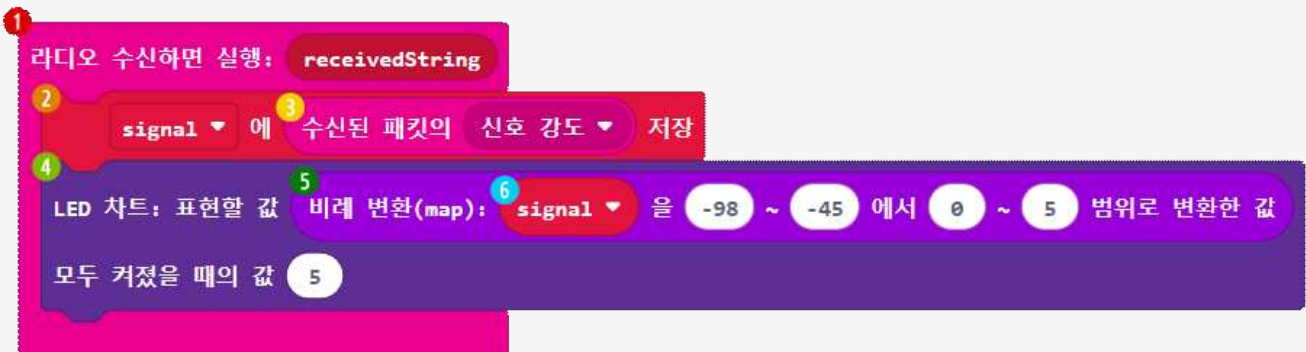 1
라디오 수신하면 실행: receivedString
2
signal 에 3 수신된 패킷의 신호 강도 저장
4
LED 차트: 표현할 값 5 비례 변환(map): 6 signal 을 -98 ~ -45 에서 0 ~ 5 범위로 변환한 값
모두 켜졌을 때의 값 5